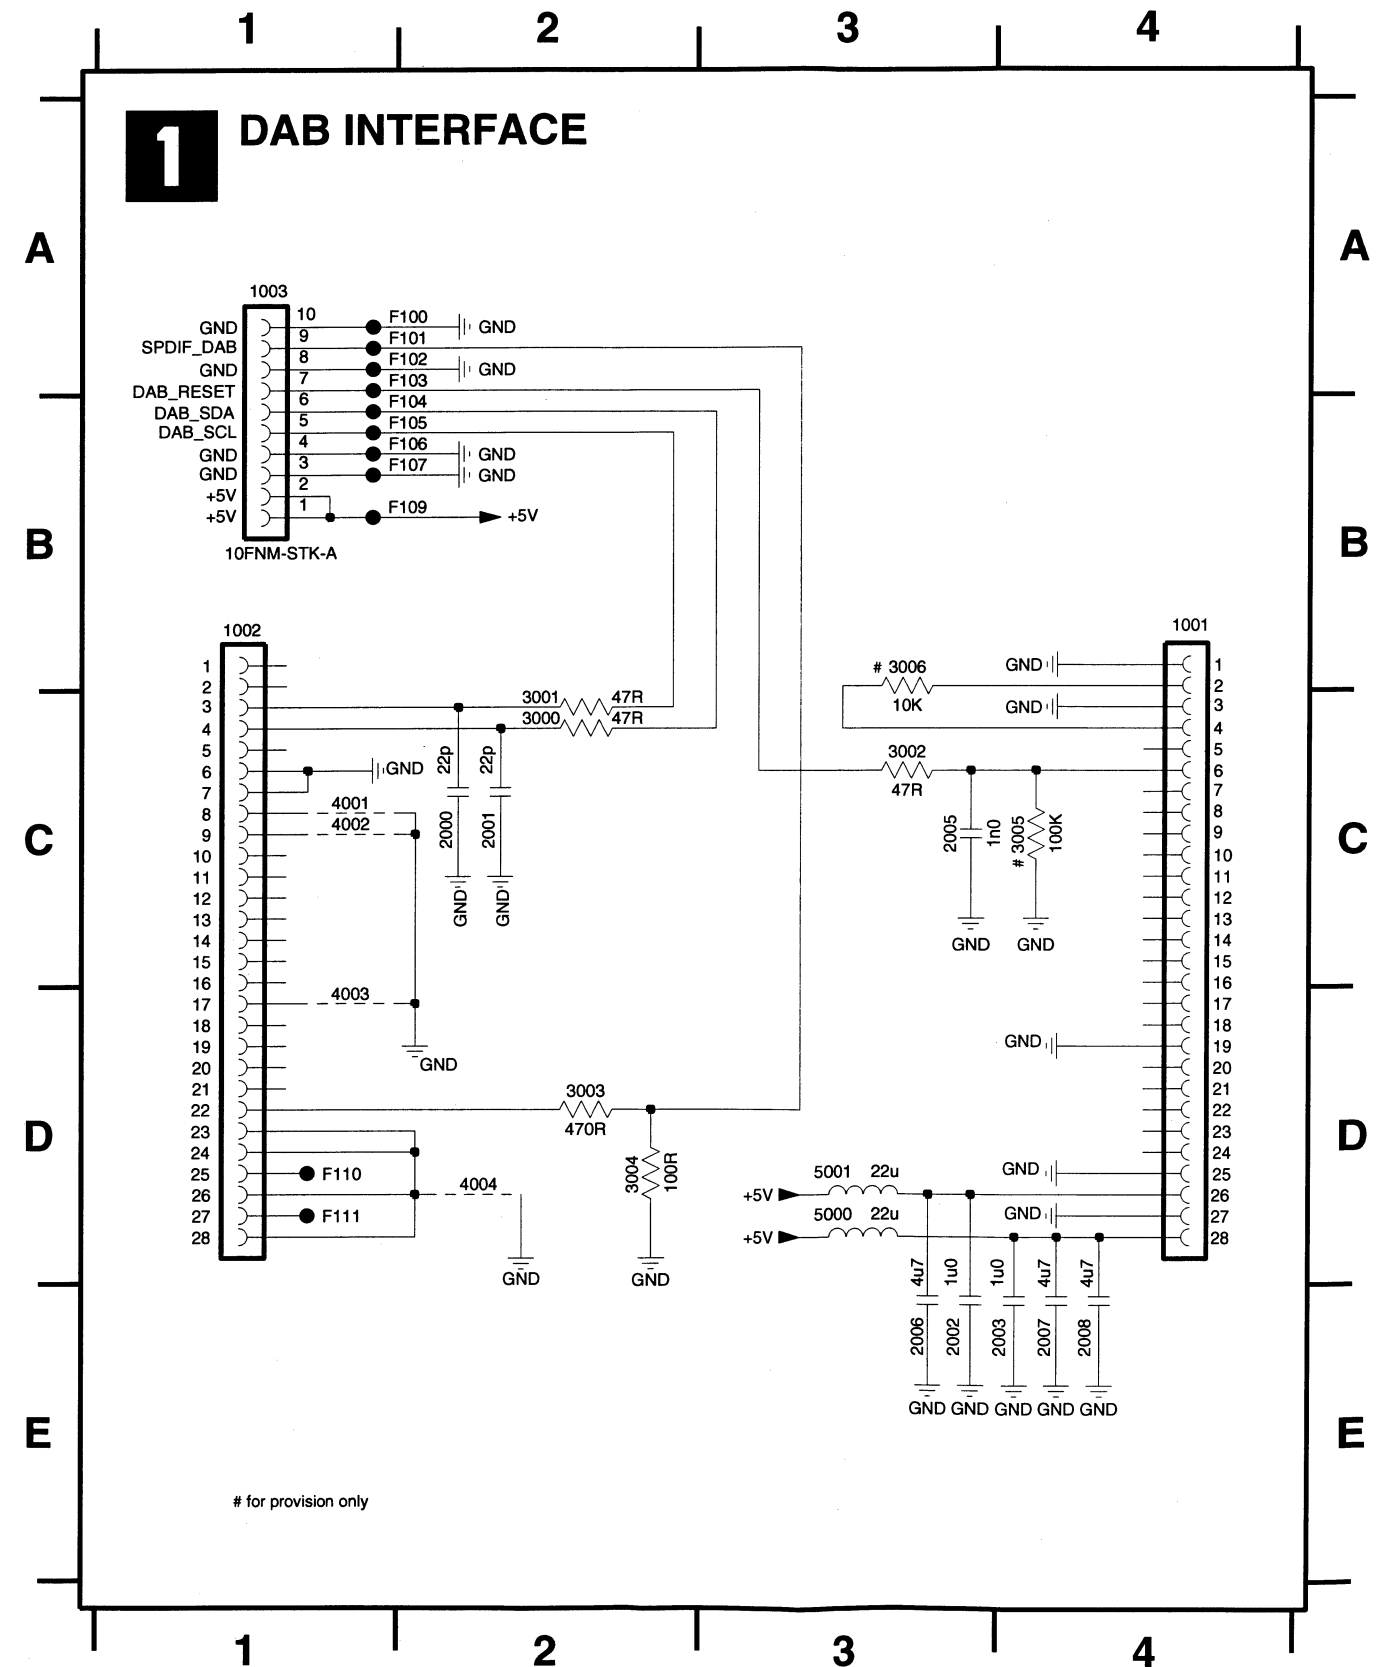 1 2 3 4
1 DAB INTERFACE
A A
1003
10
GND F100 GND
9
SPDIF_DAB F101
8
GND F102 GND
7
DAB_RESET F103
6
DAB_SDA F104
5
DAB_SCL F105
4
GND F106 GND
3
GND F107 GND
2
+5V
1
+5V F109 +5V
10FNM-STK-A
B B
1002
1
2
3
4
5
6
7
8
9
10
11
12
13
14
15
16
17
18
19
20
21
22
23
24
25
26
27
28
3001 47R
3000 47R
GND
22p
22p
4001
4002
2000
2001
GND
GND
4003
GND
3003
470R
3004
100R
GND
F110
4004
F111
GND
1001
1
2
3
4
5
6
7
8
9
10
11
12
13
14
15
16
17
18
19
20
21
22
23
24
25
26
27
28
# 3006
10K
GND
GND
3002
47R
2005
1n0
# 3005
100K
GND GND
C C
GND
D D
GND
5001 22u
+5V
5000 22u
GND
+5V
4u7
1u0
1u0
4u7
4u7
2006
2002
2003
2007
2008
GND GND GND GND GND
E E
# for provision only
1 2 3 4